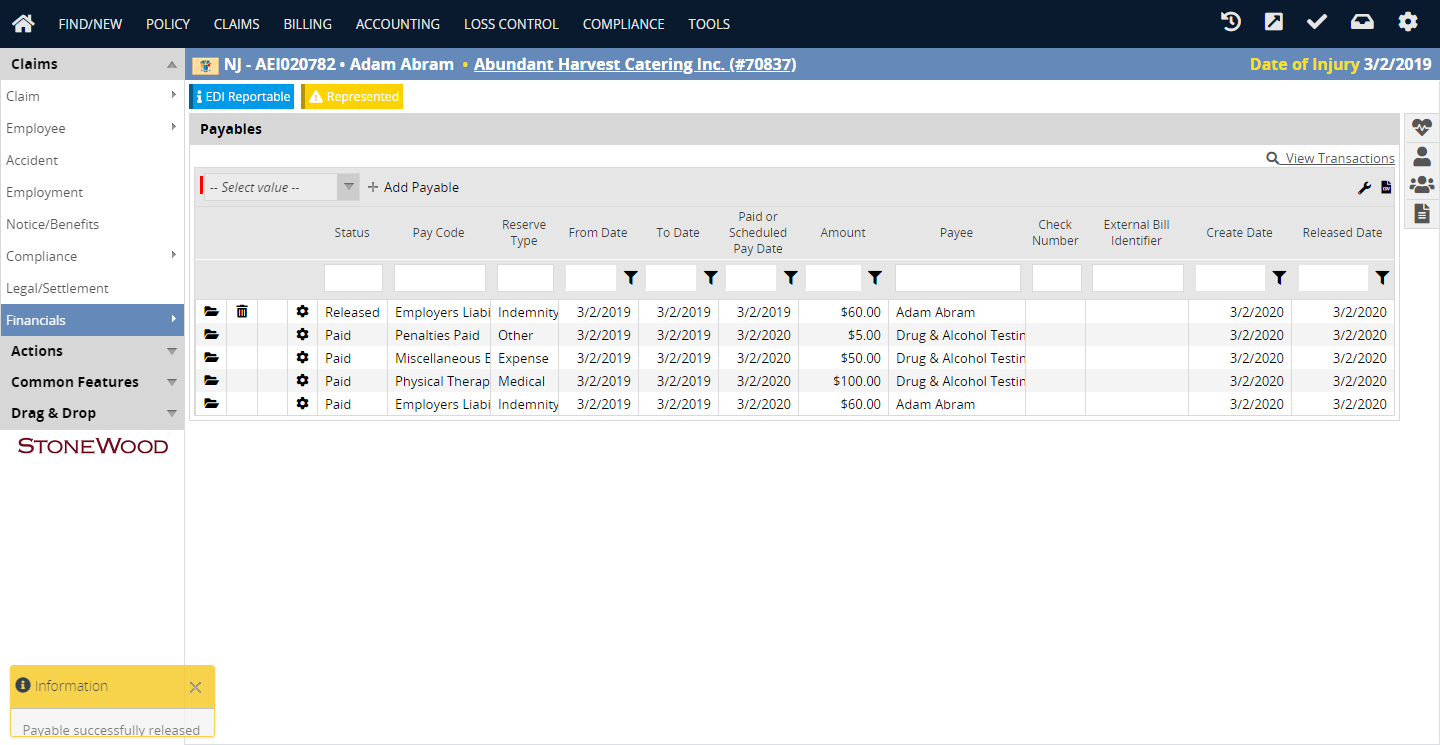 FIND/NEW POLICY CLAIMS BILLING ACCOUNTING LOSS CONTROL COMPLIANCE TOOLS
Claims
Claim
Employee
Accident
Employment
Notice/Benefits
Compliance
Legal/Settlement
Financials
Actions
Common Features
Drag & Drop
STONEWOOD
NJ - AEI020782 • Adam Abram • Abundant Harvest Catering Inc. (#70837) Date of Injury 3/2/2019
EDI Reportable Represented
Payables
View Transactions
-- Select value -- + Add Payable
Status Pay Code Reserve Type From Date To Date Paid or Scheduled Pay Date Amount Payee Check Number External Bill Identifier Create Date Released Date
Released Employers Liabi Indemnity 3/2/2019 3/2/2019 3/2/2019 $60.00 Adam Abram 3/2/2020 3/2/2020
Paid Penalties Paid Other 3/2/2019 3/2/2019 3/2/2020 $5.00 Drug & Alcohol Testin 3/2/2020 3/2/2020
Paid Miscellaneous E Expense 3/2/2019 3/2/2019 3/2/2020 $50.00 Drug & Alcohol Testin 3/2/2020 3/2/2020
Paid Physical Therap Medical 3/2/2019 3/2/2019 3/2/2020 $100.00 Drug & Alcohol Testin 3/2/2020 3/2/2020
Paid Employers Liabi Indemnity 3/2/2019 3/2/2019 3/2/2020 $60.00 Adam Abram 3/2/2020 3/2/2020
Information
Payable successfully released